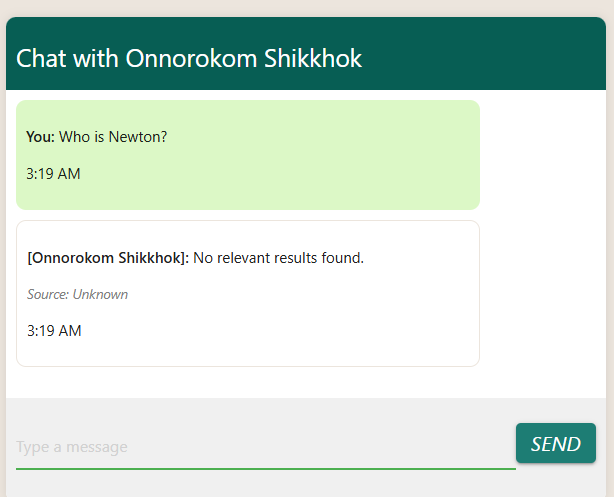 Chat with Onnorokom Shikkhok
You: Who is Newton?
3:19 AM
[Onnorokom Shikkhok]: No relevant results found.
Source: Unknown
3:19 AM
Type a message
SEND